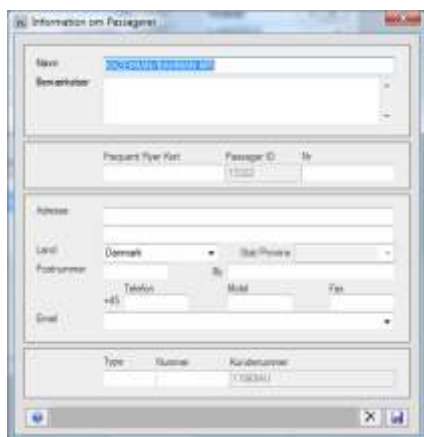 Information om Passageren
Navn
Bemærkelser
Frequent Flyer Kort Passager ID Nr
Adresse
Land Danmark Stat/Provins
Postnummer By
Telefon Mobil Fax
+45
Email
Type Nummer Kundenummer